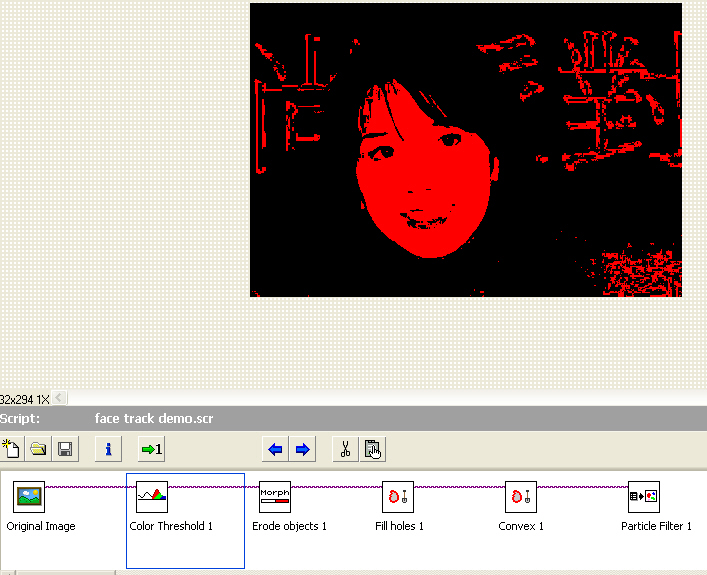 32x294 1X
Script: face track demo.scr
1
Morph
Original Image
Color Threshold 1
Erode objects 1
Fill holes 1
Convex 1
Particle Filter 1